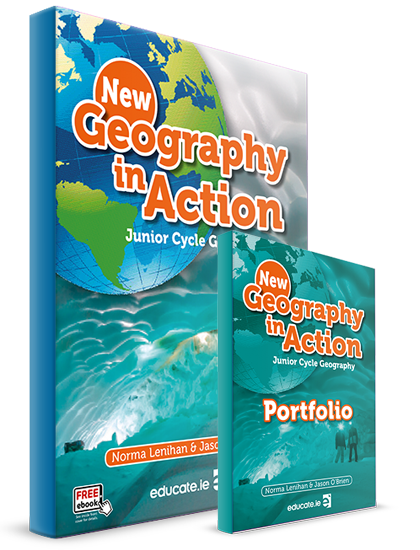 New
Geography
in Action
Junior Cycle G
Norma Lenihan & Jaso
FREE
ebook
educate.ie
New
Geography
in Action
Junior Cycle Geography
Portfolio
Norma Lenihan & Jason O'Brien
educate.ie